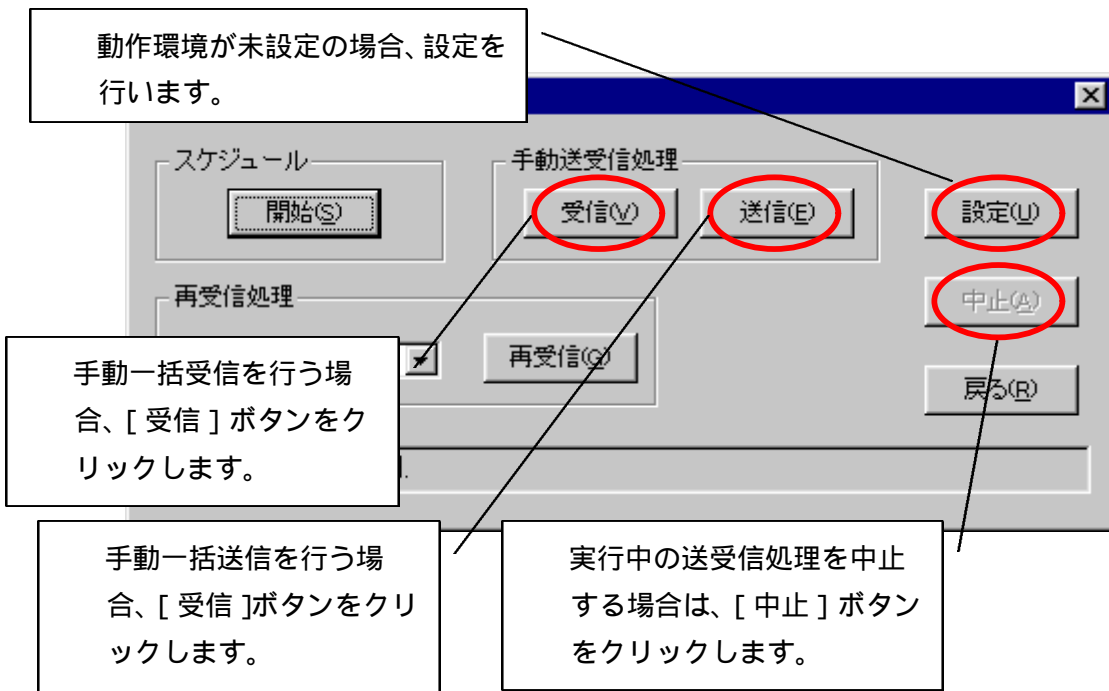 動作環境が未設定の場合、設定を
行います。
スケジュール
開始(S)
手動送受信処理
受信(V)
送信(E)
設定(U)
再受信処理
再受信(G)
中止(A)
戻る(R)
手動一括受信を行う場
合、[ 受信 ] ボタンをク
リックします。
手動一括送信を行う場
合、[ 受信 ]ボタンをクリ
ックします。
実行中の送受信処理を中止
する場合は、[ 中止 ] ボタン
をクリックします。